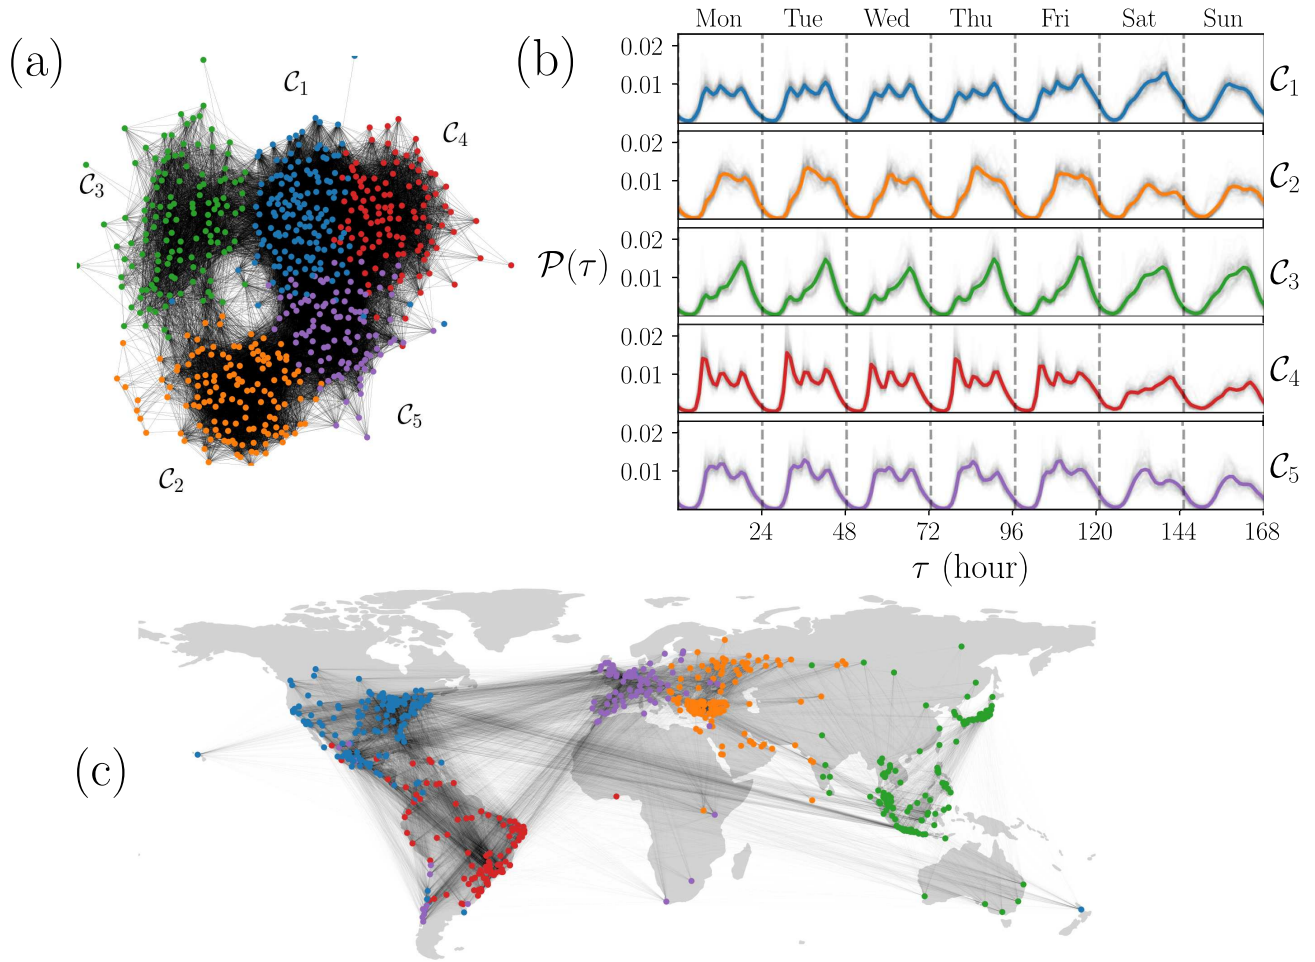 (a)
C₁
C₄
C₃
C₂
C₅
(b)
Mon Tue Wed Thu Fri Sat Sun
0.02
0.01
C₁
0.02
0.01
C₂
P(τ)
0.02
0.01
C₃
0.02
0.01
C₄
0.02
0.01
C₅
24 48 72 96 120 144 168
τ (hour)
(c)